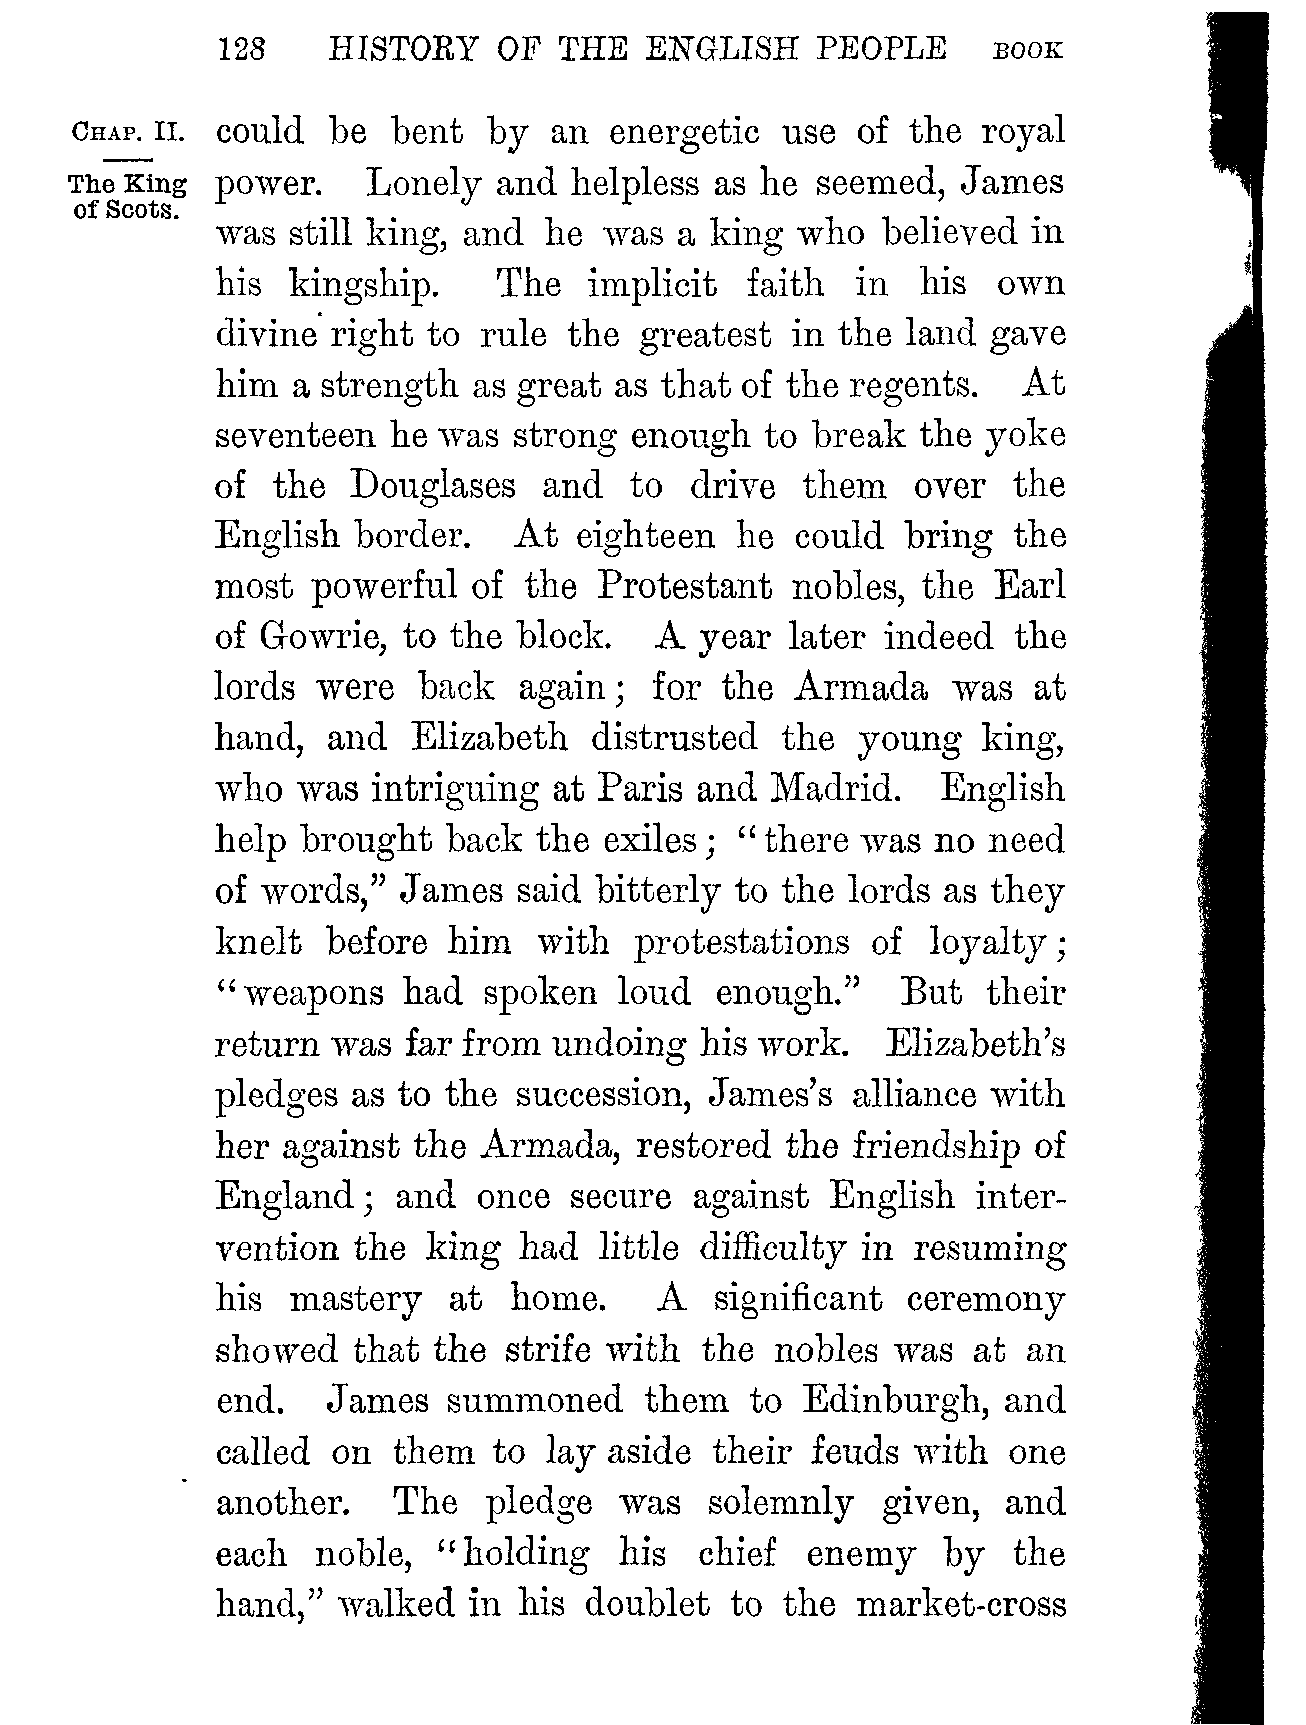 128 HISTORY OF THE ENGLISH PEOPLE BOOK
CHAP. II.
The King
of Scots.
could be bent by an energetic use of the royal
power. Lonely and helpless as he seemed, James
was still king, and he was a king who believed in
his kingship. The implicit faith in his own
divine right to rule the greatest in the land gave
him a strength as great as that of the regents. At
seventeen he was strong enough to break the yoke
of the Douglases and to drive them over the
English border. At eighteen he could bring the
most powerful of the Protestant nobles, the Earl
of Gowrie, to the block. A year later indeed the
lords were back again; for the Armada was at
hand, and Elizabeth distrusted the young king,
who was intriguing at Paris and Madrid. English
help brought back the exiles; “there was no need
of words,” James said bitterly to the lords as they
knelt before him with protestations of loyalty;
“weapons had spoken loud enough.” But their
return was far from undoing his work. Elizabeth’s
pledges as to the succession, James’s alliance with
her against the Armada, restored the friendship of
England; and once secure against English inter-
vention the king had little difficulty in resuming
his mastery at home. A significant ceremony
showed that the strife with the nobles was at an
end. James summoned them to Edinburgh, and
called on them to lay aside their feuds with one
another. The pledge was solemnly given, and
each noble, “holding his chief enemy by the
hand,” walked in his doublet to the market-cross